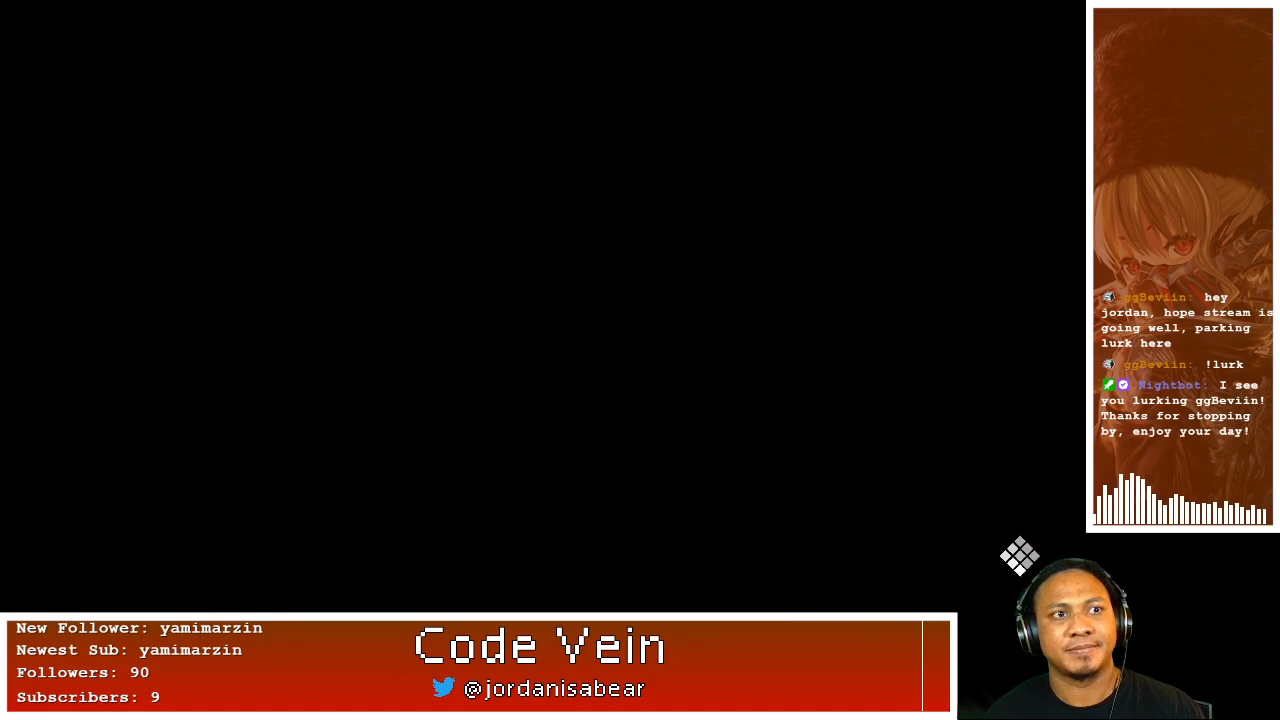 ggBeviin: hey
jordan, hope stream is
going well, parking
lurk here
ggBeviin: !lurk
Nightbot: I see
you lurking ggBeviin!
Thanks for stopping
by, enjoy your day!
New Follower: yamimarzin
Newest Sub: yamimarzin
Followers: 90
Subscribers: 9
Code Vein
@jordanisabear